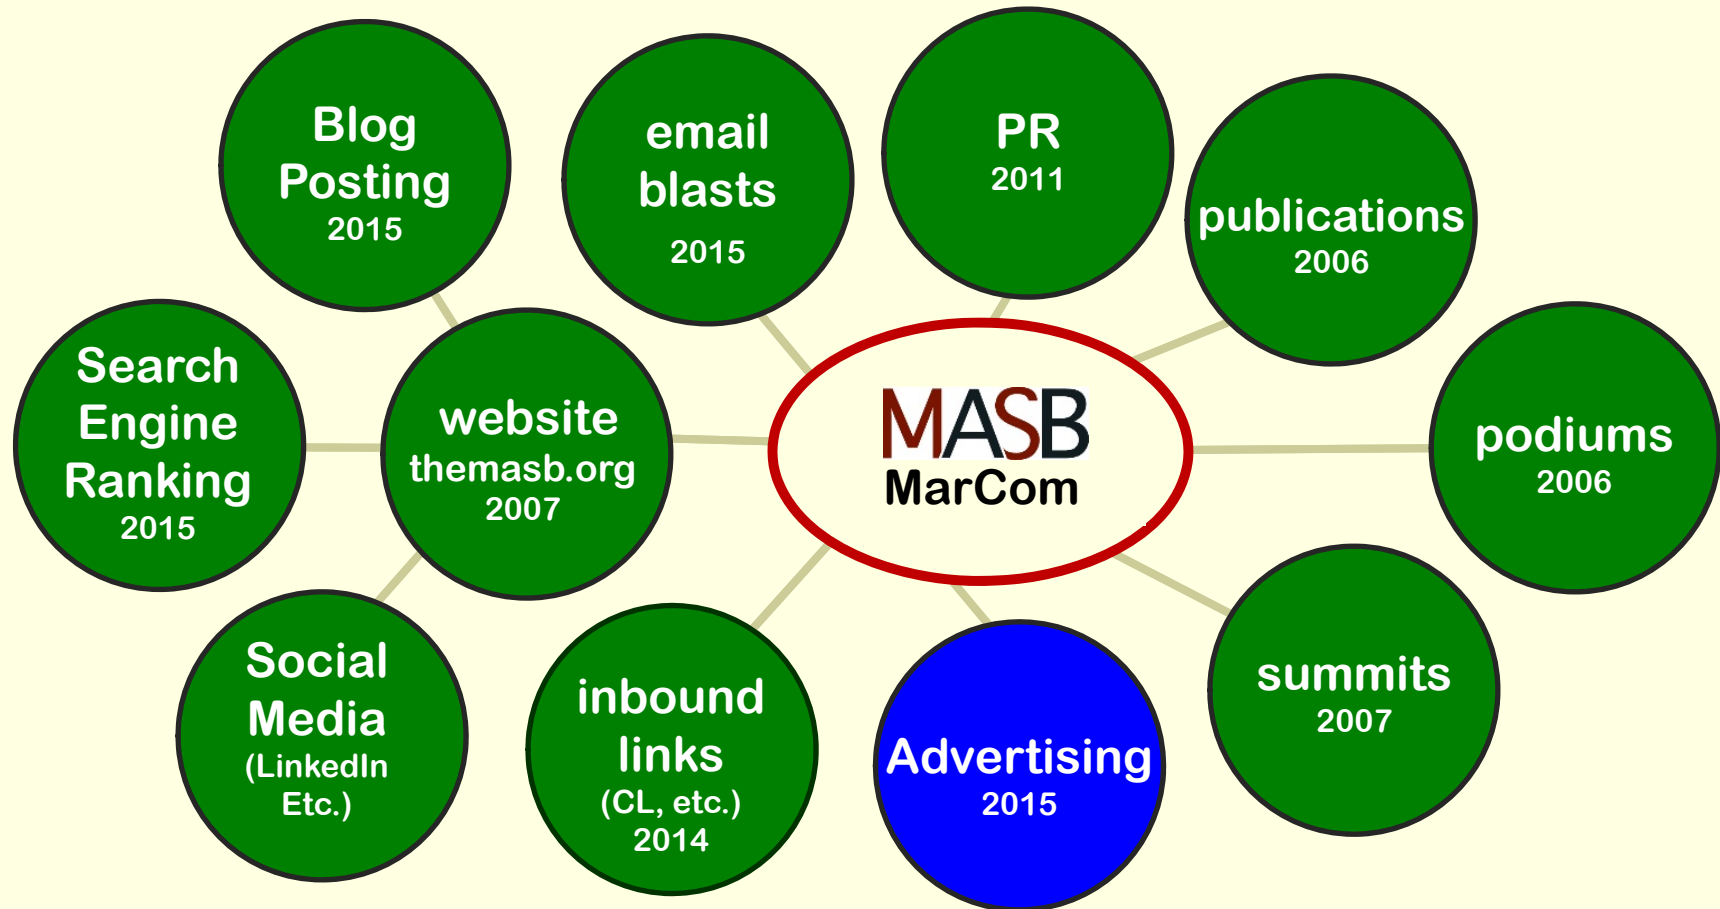 Blog
Posting
2015
email
blasts
2015
PR
2011
publications
2006
Search
Engine
Ranking
2015
website
themasb.org
2007
MASB
MarCom
podiums
2006
Social
Media
(LinkedIn
Etc.)
inbound
links
(CL, etc.)
2014
Advertising
2015
summits
2007